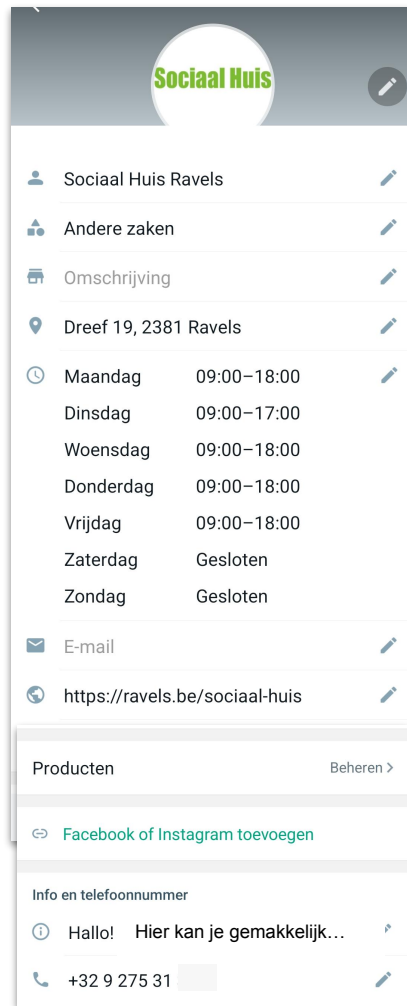 Sociaal Huis
Sociaal Huis Ravels
Andere zaken
Omschrijving
Dreef 19, 2381 Ravels
Maandag 09:00–18:00
Dinsdag 09:00–17:00
Woensdag 09:00–18:00
Donderdag 09:00–18:00
Vrijdag 09:00–18:00
Zaterdag Gesloten
Zondag Gesloten
E-mail
https://ravels.be/sociaal-huis
Producten Beheren >
Facebook of Instagram toevoegen
Info en telefoonnummer
Hallo! Hier kan je gemakkelijk...
+32 9 275 31